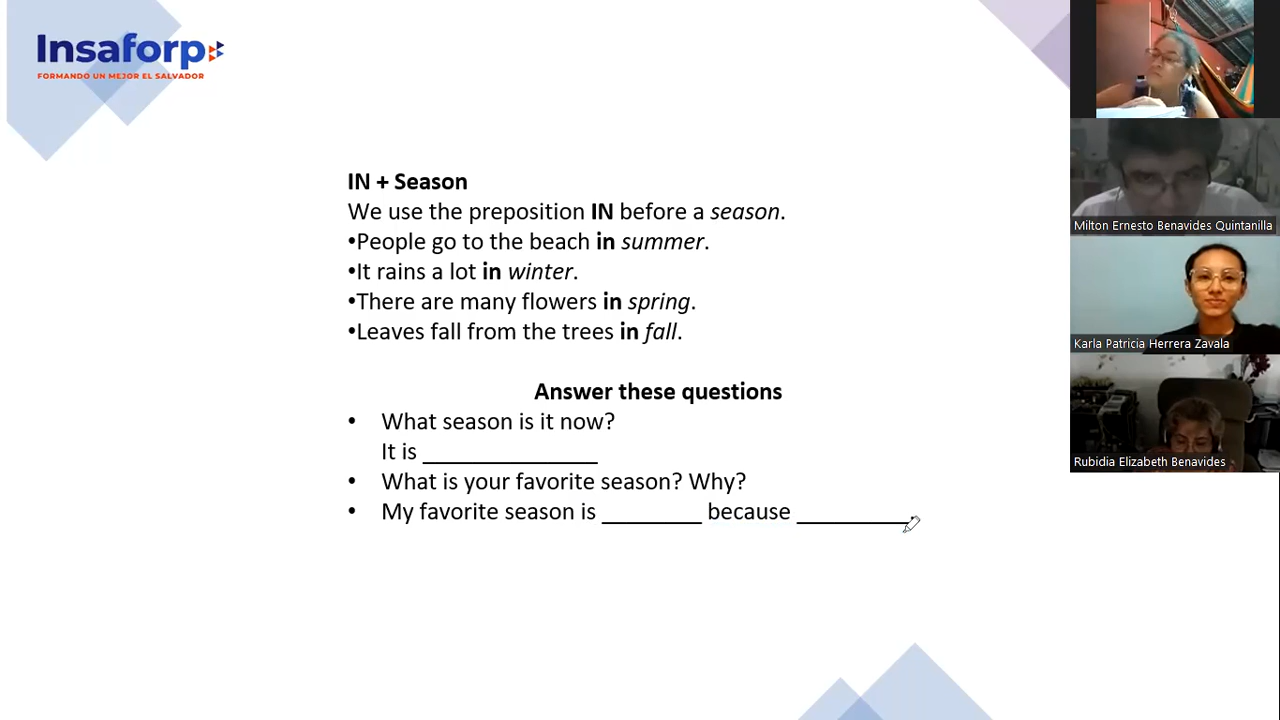 Insaforp
FORMANDO UN MEJOR EL SALVADOR
IN + Season
We use the preposition IN before a season.
•People go to the beach in summer.
•It rains a lot in winter.
•There are many flowers in spring.
•Leaves fall from the trees in fall.
Answer these questions
• What season is it now?
It is ______________
• What is your favorite season? Why?
• My favorite season is ________ because _________.
Milton Ernesto Benavides Quintanilla
Karla Patricia Herrera Zavala
Rubidia Elizabeth Benavides